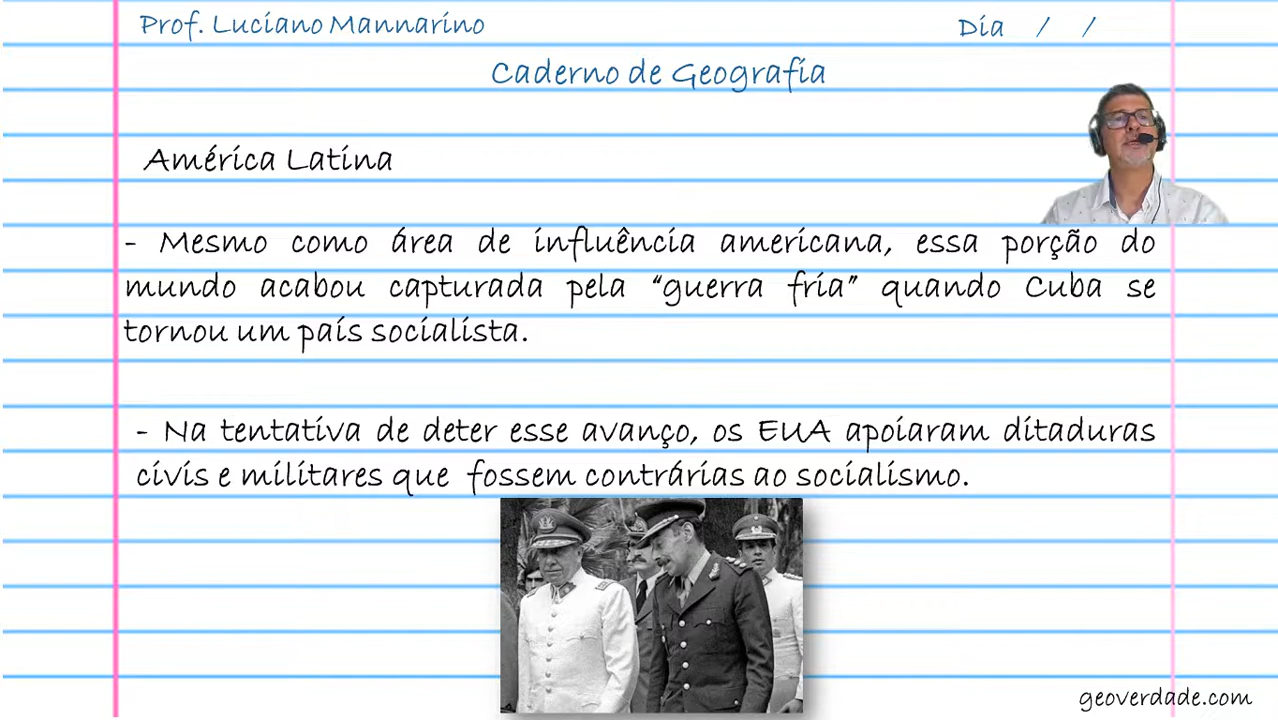 Prof. Luciano Mannarino
Dia / /
Caderno de Geografia
América Latina
- Mesmo como área de influência americana, essa porção do
mundo acabou capturada pela “guerra fria” quando Cuba se
tornou um país socialista.
- Na tentativa de deter esse avanço, os EUA apoiaram ditaduras
civis e militares que fossem contrárias ao socialismo.
geoverdade.com